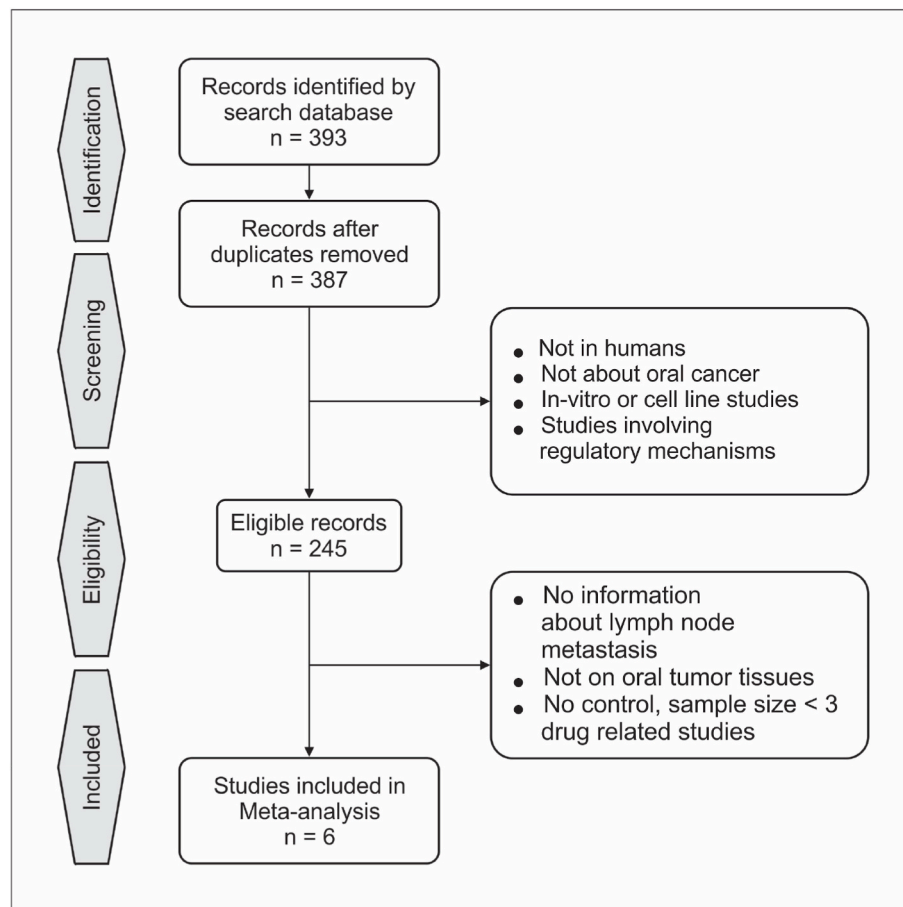 Identification
Records identified by
search database
n = 393
Records after
duplicates removed
n = 387
Screening
● Not in humans
● Not about oral cancer
● In-vitro or cell line studies
● Studies involving
regulatory mechanisms
Eligibility
Eligible records
n = 245
● No information
about lymph node
metastasis
● Not on oral tumor tissues
● No control, sample size < 3
drug related studies
Included
Studies included in
Meta-analysis
n = 6